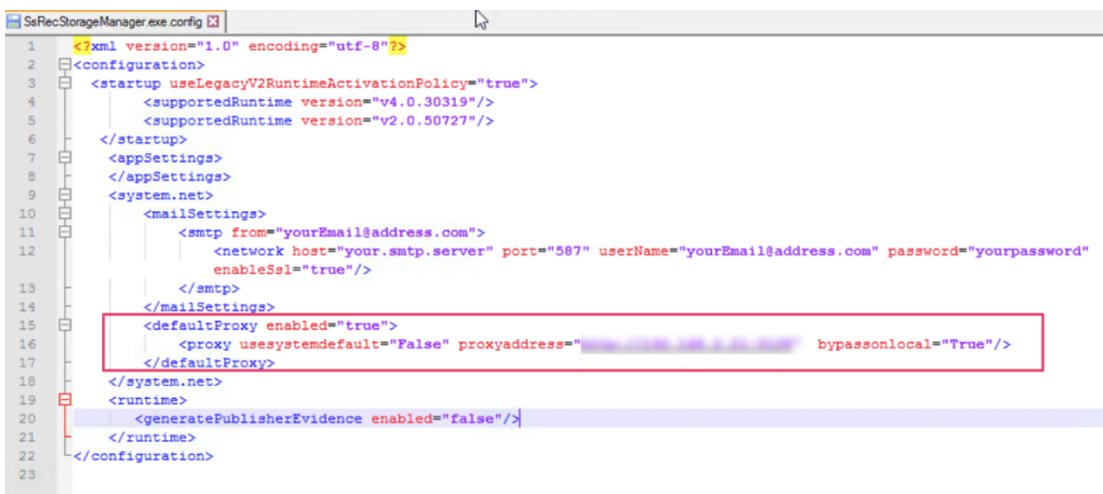 SsRecStorageManager.exe.config
1 <?xml version="1.0" encoding="utf-8"?>
2 <configuration>
3 <startup useLegacyV2RuntimeActivationPolicy="true">
4 <supportedRuntime version="v4.0.30319"/>
5 <supportedRuntime version="v2.0.50727"/>
6 </startup>
7 <appSettings>
8 </appSettings>
9 <system.net>
10 <mailSettings>
11 <smtp from="yourEmail@address.com">
12 <network host="your.smtp.server" port="587" userName="yourEmail@address.com" password="yourpassword"
enableSsl="true"/>
13 </smtp>
14 </mailSettings>
15 <defaultProxy enabled="true">
16 <proxy usesystemdefault="False" proxyaddress=" " bypassonlocal="True"/>
17 </defaultProxy>
18 </system.net>
19 <runtime>
20 <generatePublisherEvidence enabled="false"/>
21 </runtime>
22 </configuration>
23